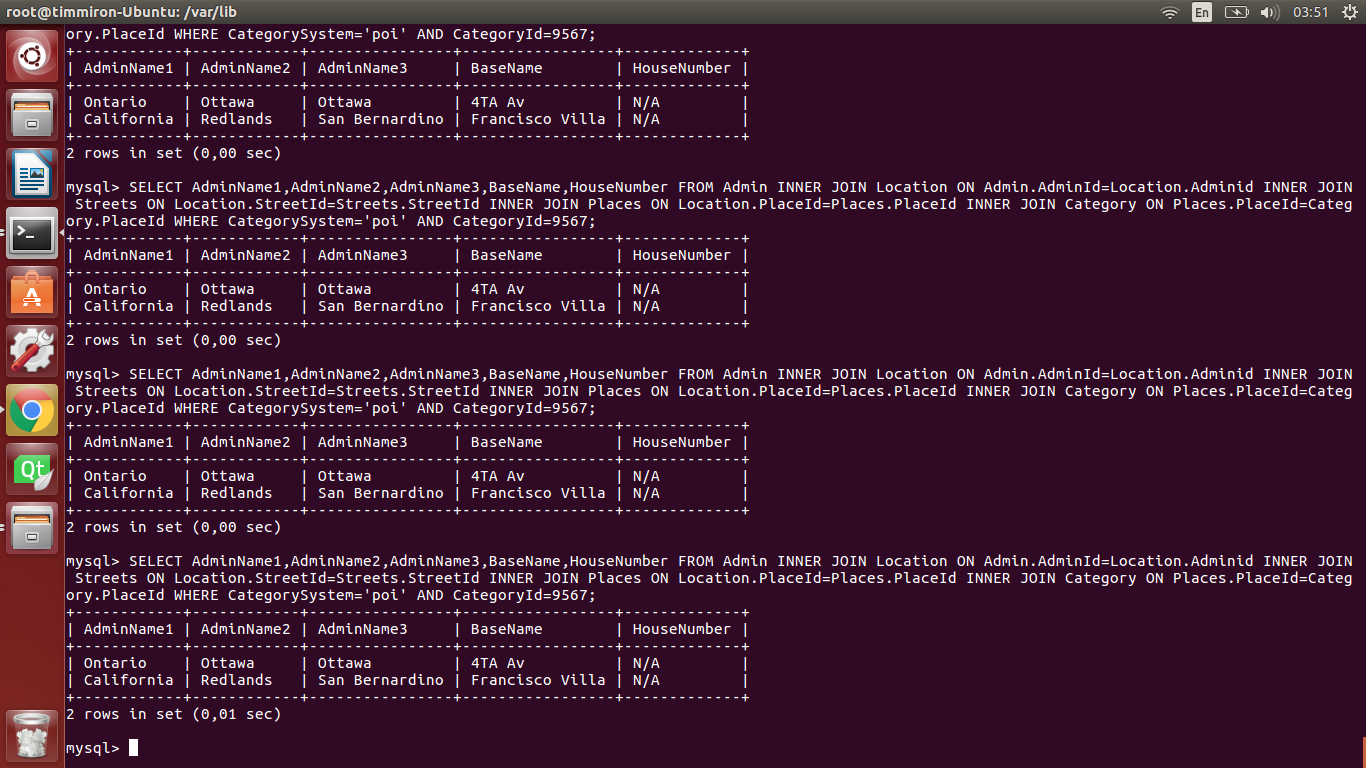 root@timmiron-Ubuntu: /var/lib
En
03:51
ory.PlaceId WHERE CategorySystem='poi' AND CategoryId=9567;
+------------+------------+----------------+-----------------+-------------+
| AdminName1 | AdminName2 | AdminName3     | BaseName        | HouseNumber |
+------------+------------+----------------+-----------------+-------------+
| Ontario    | Ottawa     | Ottawa         | 4TA Av          | N/A         |
| California | Redlands   | San Bernardino | Francisco Villa | N/A         |
+------------+------------+----------------+-----------------+-------------+
2 rows in set (0,00 sec)
mysql> SELECT AdminName1,AdminName2,AdminName3,BaseName,HouseNumber FROM Admin INNER JOIN Location ON Admin.AdminId=Location.Adminid INNER JOIN
 Streets ON Location.StreetId=Streets.StreetId INNER JOIN Places ON Location.PlaceId=Places.PlaceId INNER JOIN Category ON Places.PlaceId=Categ
ory.PlaceId WHERE CategorySystem='poi' AND CategoryId=9567;
+------------+------------+----------------+-----------------+-------------+
| AdminName1 | AdminName2 | AdminName3     | BaseName        | HouseNumber |
+------------+------------+----------------+-----------------+-------------+
| Ontario    | Ottawa     | Ottawa         | 4TA Av          | N/A         |
| California | Redlands   | San Bernardino | Francisco Villa | N/A         |
+------------+------------+----------------+-----------------+-------------+
2 rows in set (0,00 sec)
mysql> SELECT AdminName1,AdminName2,AdminName3,BaseName,HouseNumber FROM Admin INNER JOIN Location ON Admin.AdminId=Location.Adminid INNER JOIN
 Streets ON Location.StreetId=Streets.StreetId INNER JOIN Places ON Location.PlaceId=Places.PlaceId INNER JOIN Category ON Places.PlaceId=Categ
ory.PlaceId WHERE CategorySystem='poi' AND CategoryId=9567;
+------------+------------+----------------+-----------------+-------------+
| AdminName1 | AdminName2 | AdminName3     | BaseName        | HouseNumber |
+------------+------------+----------------+-----------------+-------------+
| Ontario    | Ottawa     | Ottawa         | 4TA Av          | N/A         |
| California | Redlands   | San Bernardino | Francisco Villa | N/A         |
+------------+------------+----------------+-----------------+-------------+
2 rows in set (0,00 sec)
mysql> SELECT AdminName1,AdminName2,AdminName3,BaseName,HouseNumber FROM Admin INNER JOIN Location ON Admin.AdminId=Location.Adminid INNER JOIN
 Streets ON Location.StreetId=Streets.StreetId INNER JOIN Places ON Location.PlaceId=Places.PlaceId INNER JOIN Category ON Places.PlaceId=Categ
ory.PlaceId WHERE CategorySystem='poi' AND CategoryId=9567;
+------------+------------+----------------+-----------------+-------------+
| AdminName1 | AdminName2 | AdminName3     | BaseName        | HouseNumber |
+------------+------------+----------------+-----------------+-------------+
| Ontario    | Ottawa     | Ottawa         | 4TA Av          | N/A         |
| California | Redlands   | San Bernardino | Francisco Villa | N/A         |
+------------+------------+----------------+-----------------+-------------+
2 rows in set (0,01 sec)
mysql>
>_
Qt